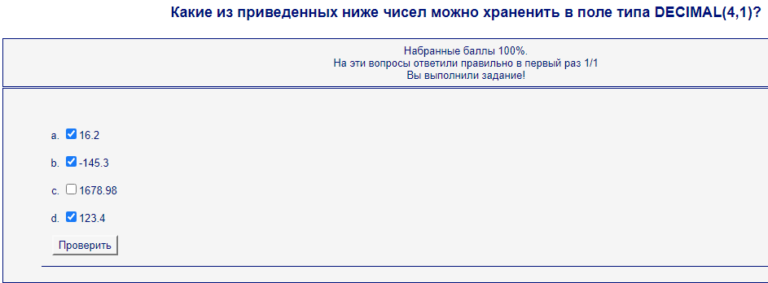 Какие из приведенных ниже чисел можно храненить в поле типа DECIMAL(4,1)?
Набранные баллы 100%.
На эти вопросы ответили правильно в первый раз 1/1
Вы выполнили задание!
a. 16.2
b. -145.3
c. 1678.98
d. 123.4
Проверить